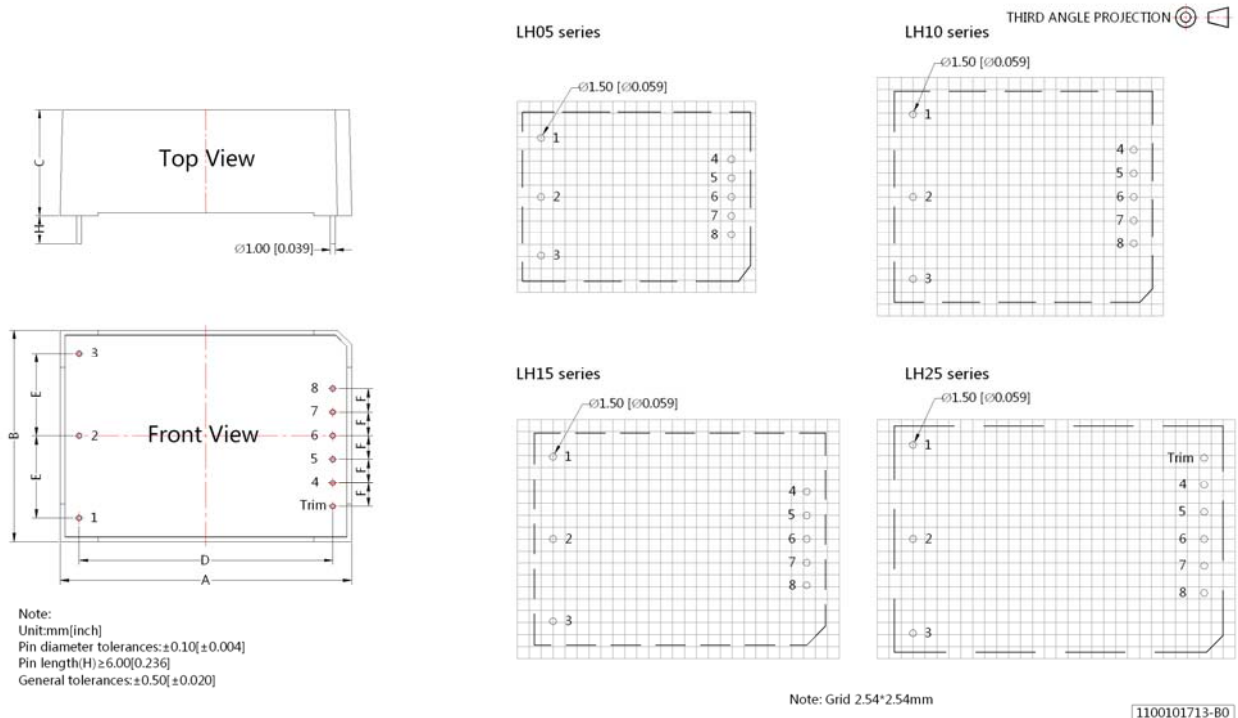 THIRD ANGLE PROJECTION
LH05 series
LH10 series
Ø1.50 [Ø0.059]
Ø1.50 [Ø0.059]
1
2
3
4
5
6
7
8
1
2
3
4
5
6
7
8
Top View
C
H
Ø1.00 [0.039]
LH15 series
LH25 series
Ø1.50 [Ø0.059]
Ø1.50 [Ø0.059]
1
2
3
4
5
6
7
8
1
2
3
Trim
4
5
6
7
8
Front View
3
2
1
8
7
6
5
4
Trim
B
E
E
F
F
F
F
F
D
A
Note:
Unit:mm[inch]
Pin diameter tolerances:±0.10[±0.004]
Pin length(H)≥6.00[0.236]
General tolerances:±0.50[±0.020]
Note: Grid 2.54*2.54mm
1100101713-B0